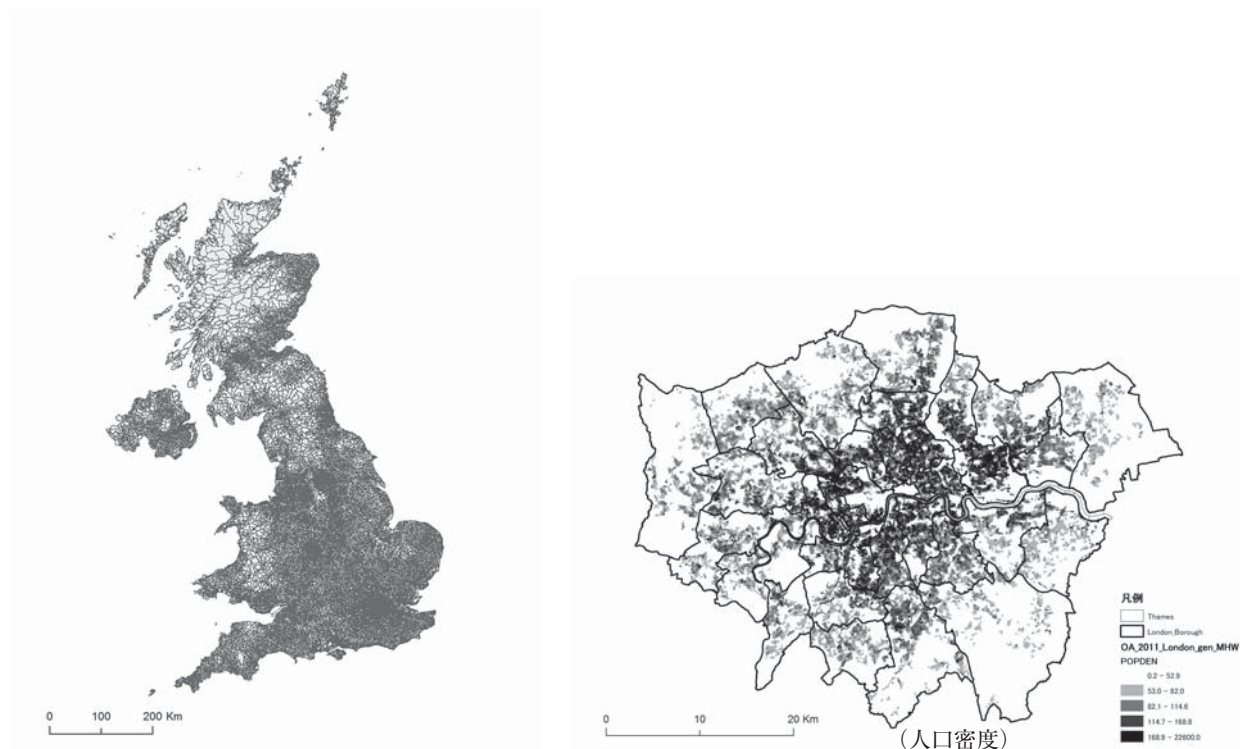 0 100 200 Km
凡例
Thames
London_Borough
OA_2011_London_gen_MHW
POPDEN
0.2 - 52.9
53.0 - 82.0
82.1 - 114.6
114.7 - 168.8
168.9 - 22600.0
0 10 20 Km
(人口密度)